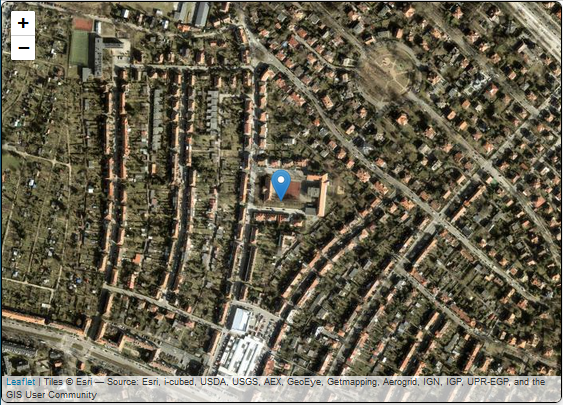 +
−
Leaflet | Tiles © Esri — Source: Esri, i-cubed, USDA, USGS, AEX, GeoEye, Getmapping, Aerogrid, IGN, IGP, UPR-EGP, and the
GIS User Community